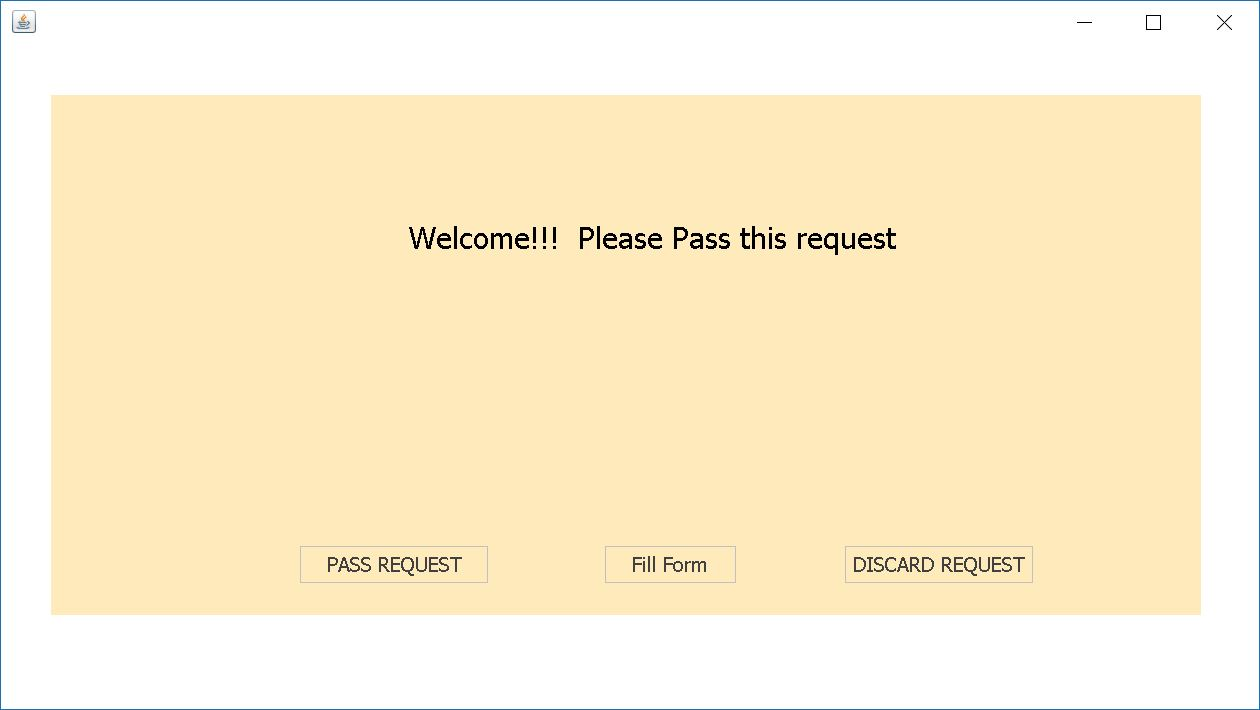 Welcome!!!  Please Pass this request
PASS REQUEST
Fill Form
DISCARD REQUEST